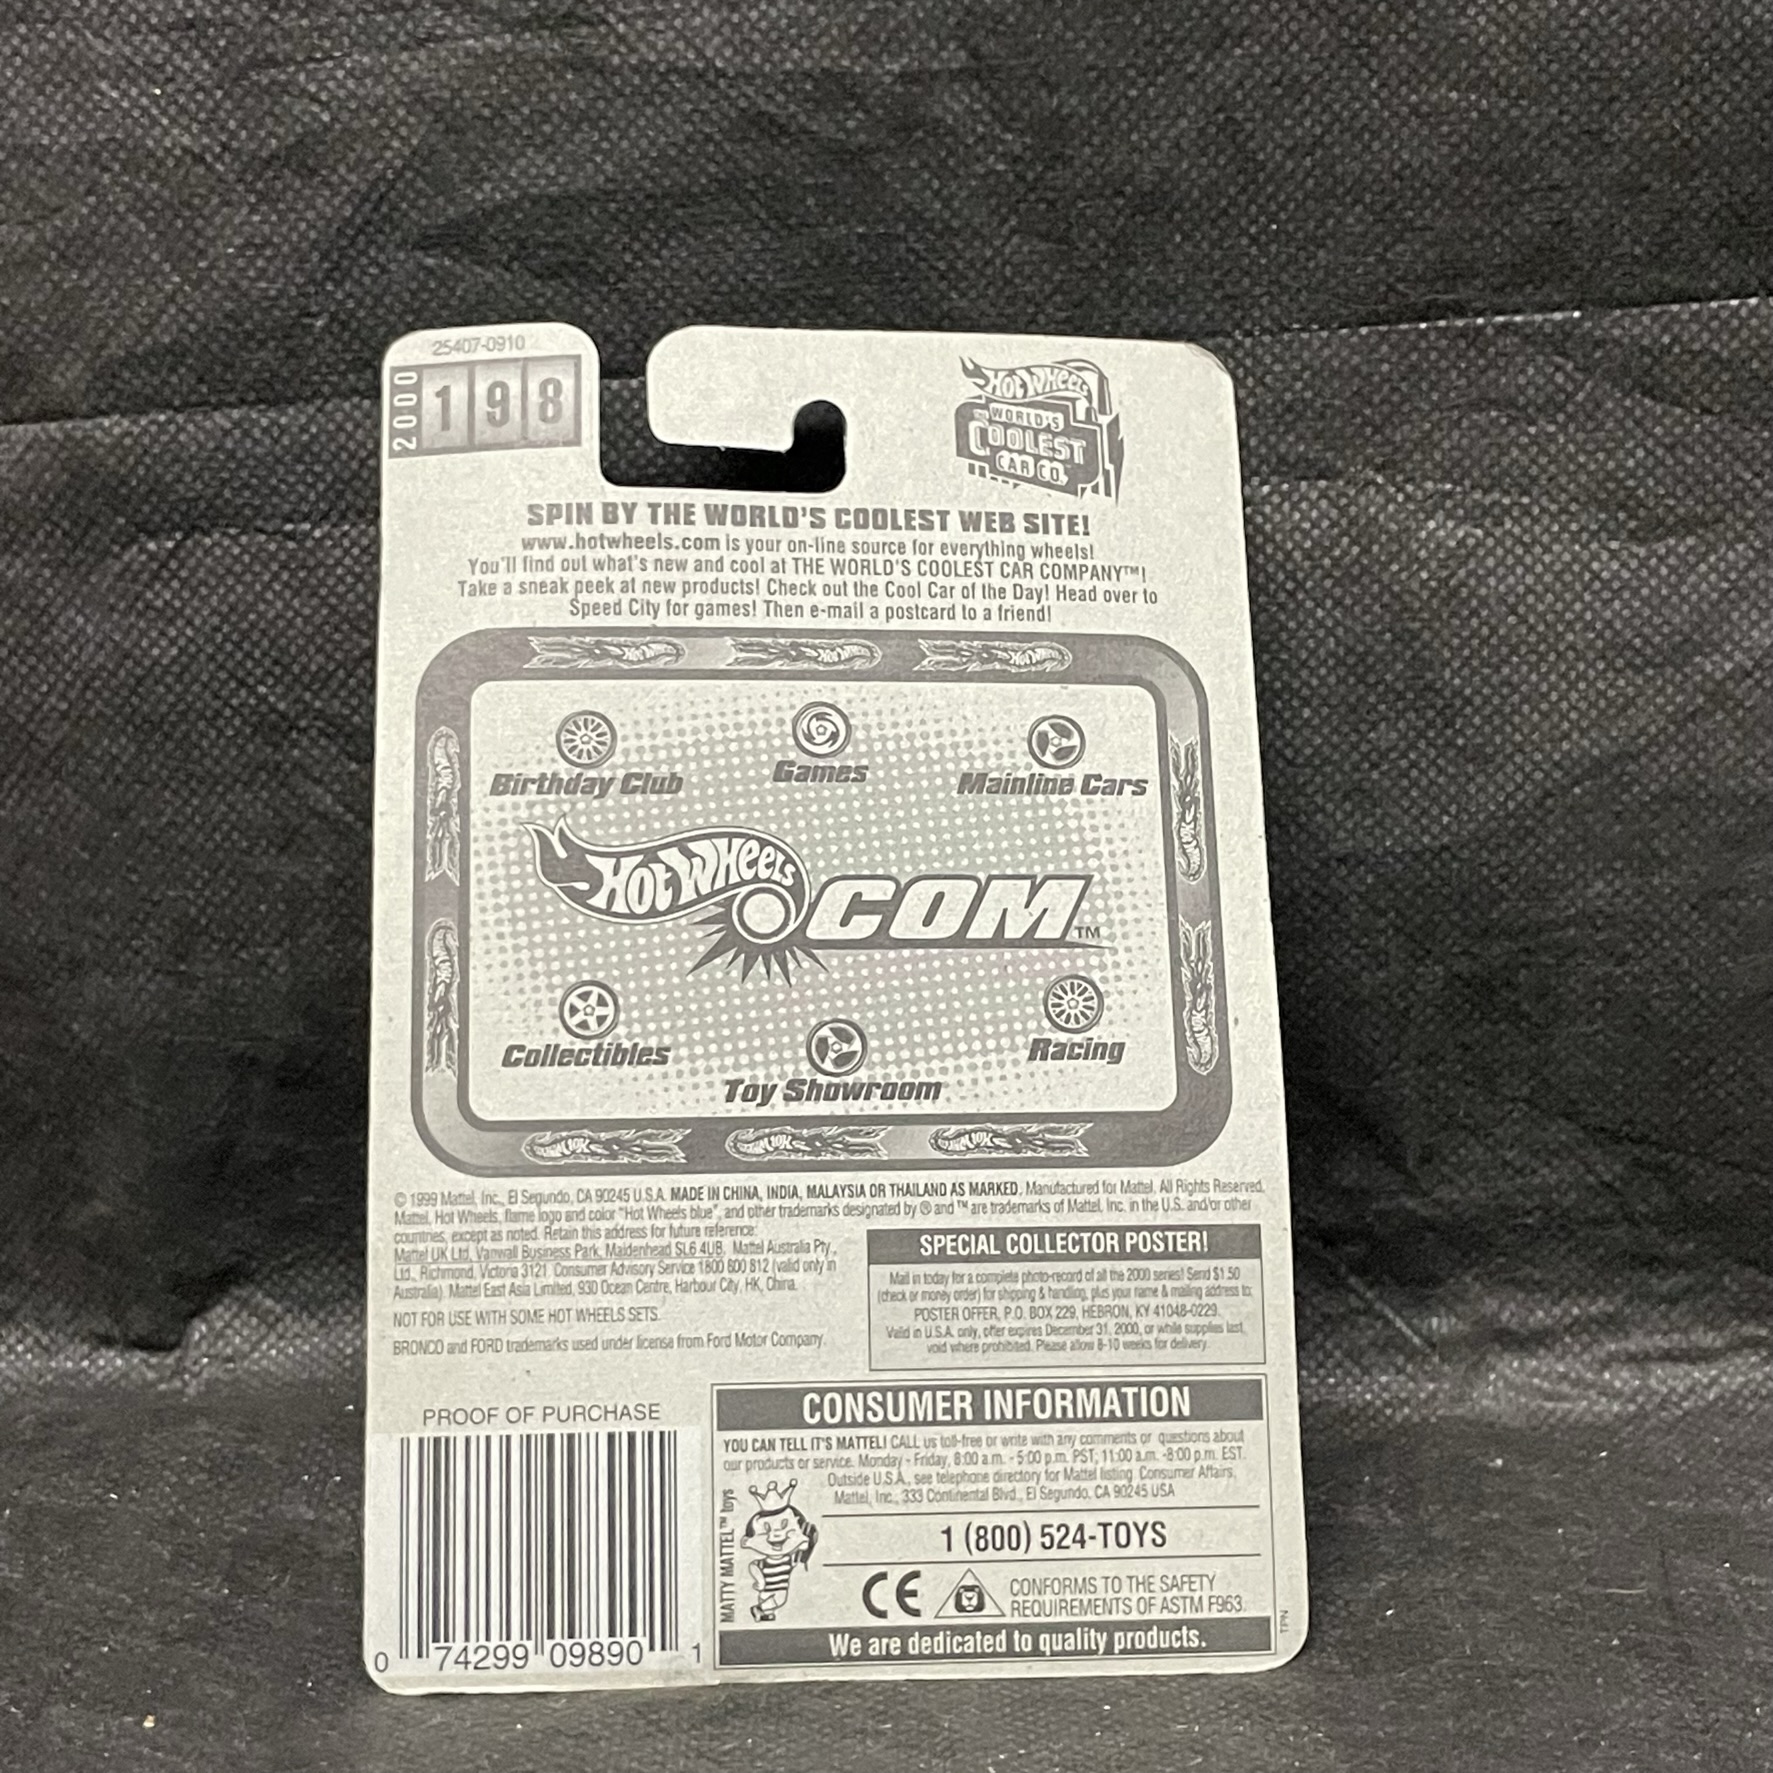 25407-0910
2000
198
HOT WHEELS
THE WORLD'S
COOLEST
CAR CO.
SPIN BY THE WORLD'S COOLEST WEB SITE!
www.hotwheels.com is your on-line source for everything wheels!
You'll find out what's new and cool at THE WORLD'S COOLEST CAR COMPANY™!
Take a sneak peek at new products! Check out the Cool Car of the Day! Head over to
Speed City for games! Then e-mail a postcard to a friend!
HOT WHEELS HOT WHEELS HOT WHEELS
Birthday Club
Games
Mainline Cars
HOT WHEELS .COM™
Collectibles
Toy Showroom
Racing
HOT WHEELS HOT WHEELS HOT WHEELS
© 1999 Mattel, Inc., El Segundo, CA 90245 U.S.A. MADE IN CHINA, INDIA, MALAYSIA OR THAILAND AS MARKED. Manufactured for Mattel. All Rights Reserved.
Mattel, Hot Wheels, flame logo and color "Hot Wheels blue", and other trademarks designated by ® and ™ are trademarks of Mattel, Inc. in the U.S. and/or other
countries, except as noted. Retain this address for future reference:
Mattel UK Ltd, Vanwall Business Park, Maidenhead SL6 4UB. Mattel Australia Pty.,
Ltd., Richmond, Victoria 3121. Consumer Advisory Service 1800 800 812 (valid only in
Australia). Mattel East Asia Limited, 930 Ocean Centre, Harbour City, HK, China.
NOT FOR USE WITH SOME HOT WHEELS SETS.
BRONCO and FORD trademarks used under license from Ford Motor Company.
SPECIAL COLLECTOR POSTER!
Mail in today for a complete photo-record of all the 2000 series! Send $1.50
(check or money order) for shipping & handling, plus your name & mailing address to:
POSTER OFFER, P.O. BOX 229, HEBRON, KY 41048-0229.
Valid in U.S.A. only, offer expires December 31, 2000, or while supplies last,
void where prohibited. Please allow 8-10 weeks for delivery.
PROOF OF PURCHASE
0 74299 09890 1
CONSUMER INFORMATION
YOU CAN TELL IT'S MATTEL! CALL us toll-free or write with any comments or questions about
our products or service. Monday - Friday, 8:00 a.m. - 5:00 p.m. PST; 11:00 a.m. -8:00 p.m. EST.
Outside U.S.A., see telephone directory for Mattel listing. Consumer Affairs,
Mattel, Inc., 333 Continental Blvd., El Segundo, CA 90245 USA
MATTY MATTEL™ toys
1 (800) 524-TOYS
CE
CONFORMS TO THE SAFETY
REQUIREMENTS OF ASTM F963.
We are dedicated to quality products.
TPN